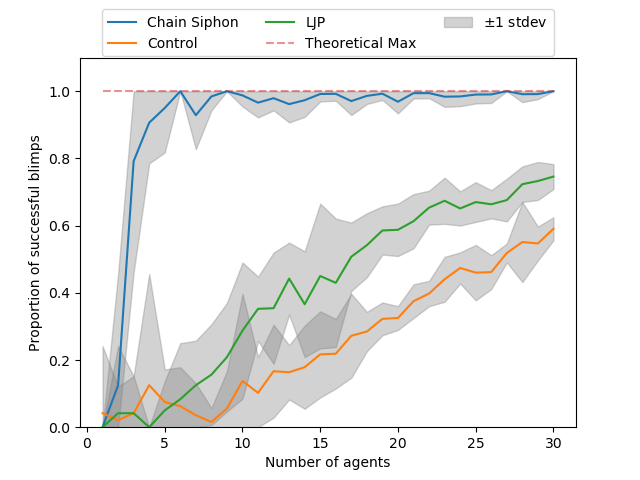 Chain Siphon LJP ±1 stdev
Control Theoretical Max
1.0
0.8
0.6
0.4
0.2
0.0
Proportion of successful blimps
0 5 10 15 20 25 30
Number of agents